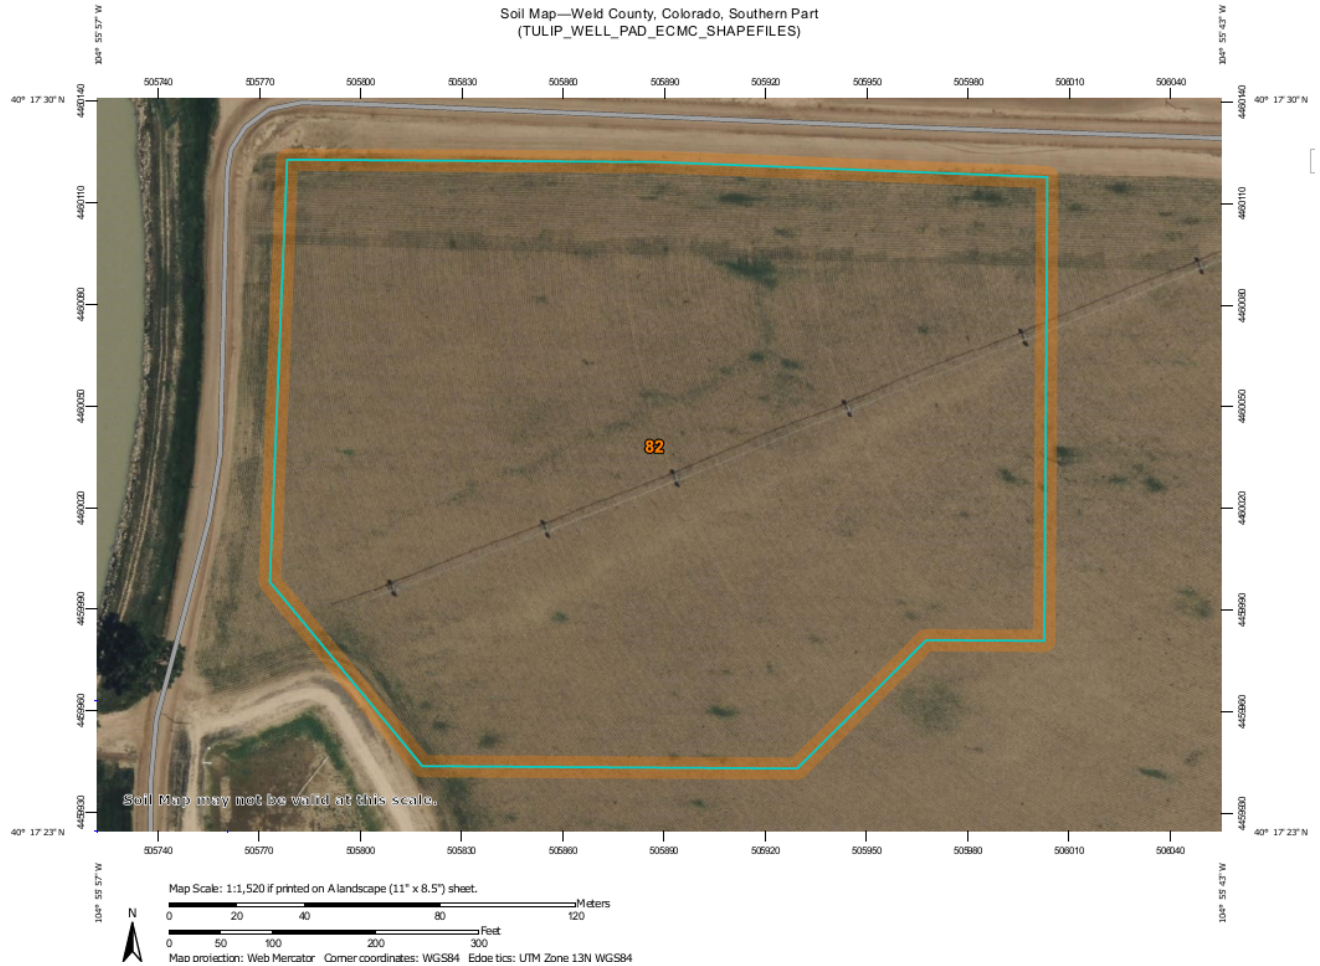 Soil Map—Weld County, Colorado, Southern Part
(TULIP_WELL_PAD_ECMC_SHAPEFILES)
104° 55' 57" W
104° 55' 43" W
505740 505770 505800 505830 505860 505890 505920 505950 505980 506010 506040
40° 17' 30" N
40° 17' 30" N
4460140 4460140
4460110 4460110
4460080 4460080
4460050 4460050
82
4460020 4460020
4459990 4459990
4459960 4459960
4459930 4459930
Soil Map may not be valid at this scale.
40° 17' 23" N
40° 17' 23" N
505740 505770 505800 505830 505860 505890 505920 505950 505980 506010 506040
104° 55' 57" W
104° 55' 43" W
Map Scale: 1:1,520 if printed on A landscape (11" x 8.5") sheet.
N
Meters
0 20 40 80 120
Feet
0 50 100 200 300
Map projection: Web Mercator Corner coordinates: WGS84 Edge tics: UTM Zone 13N WGS84